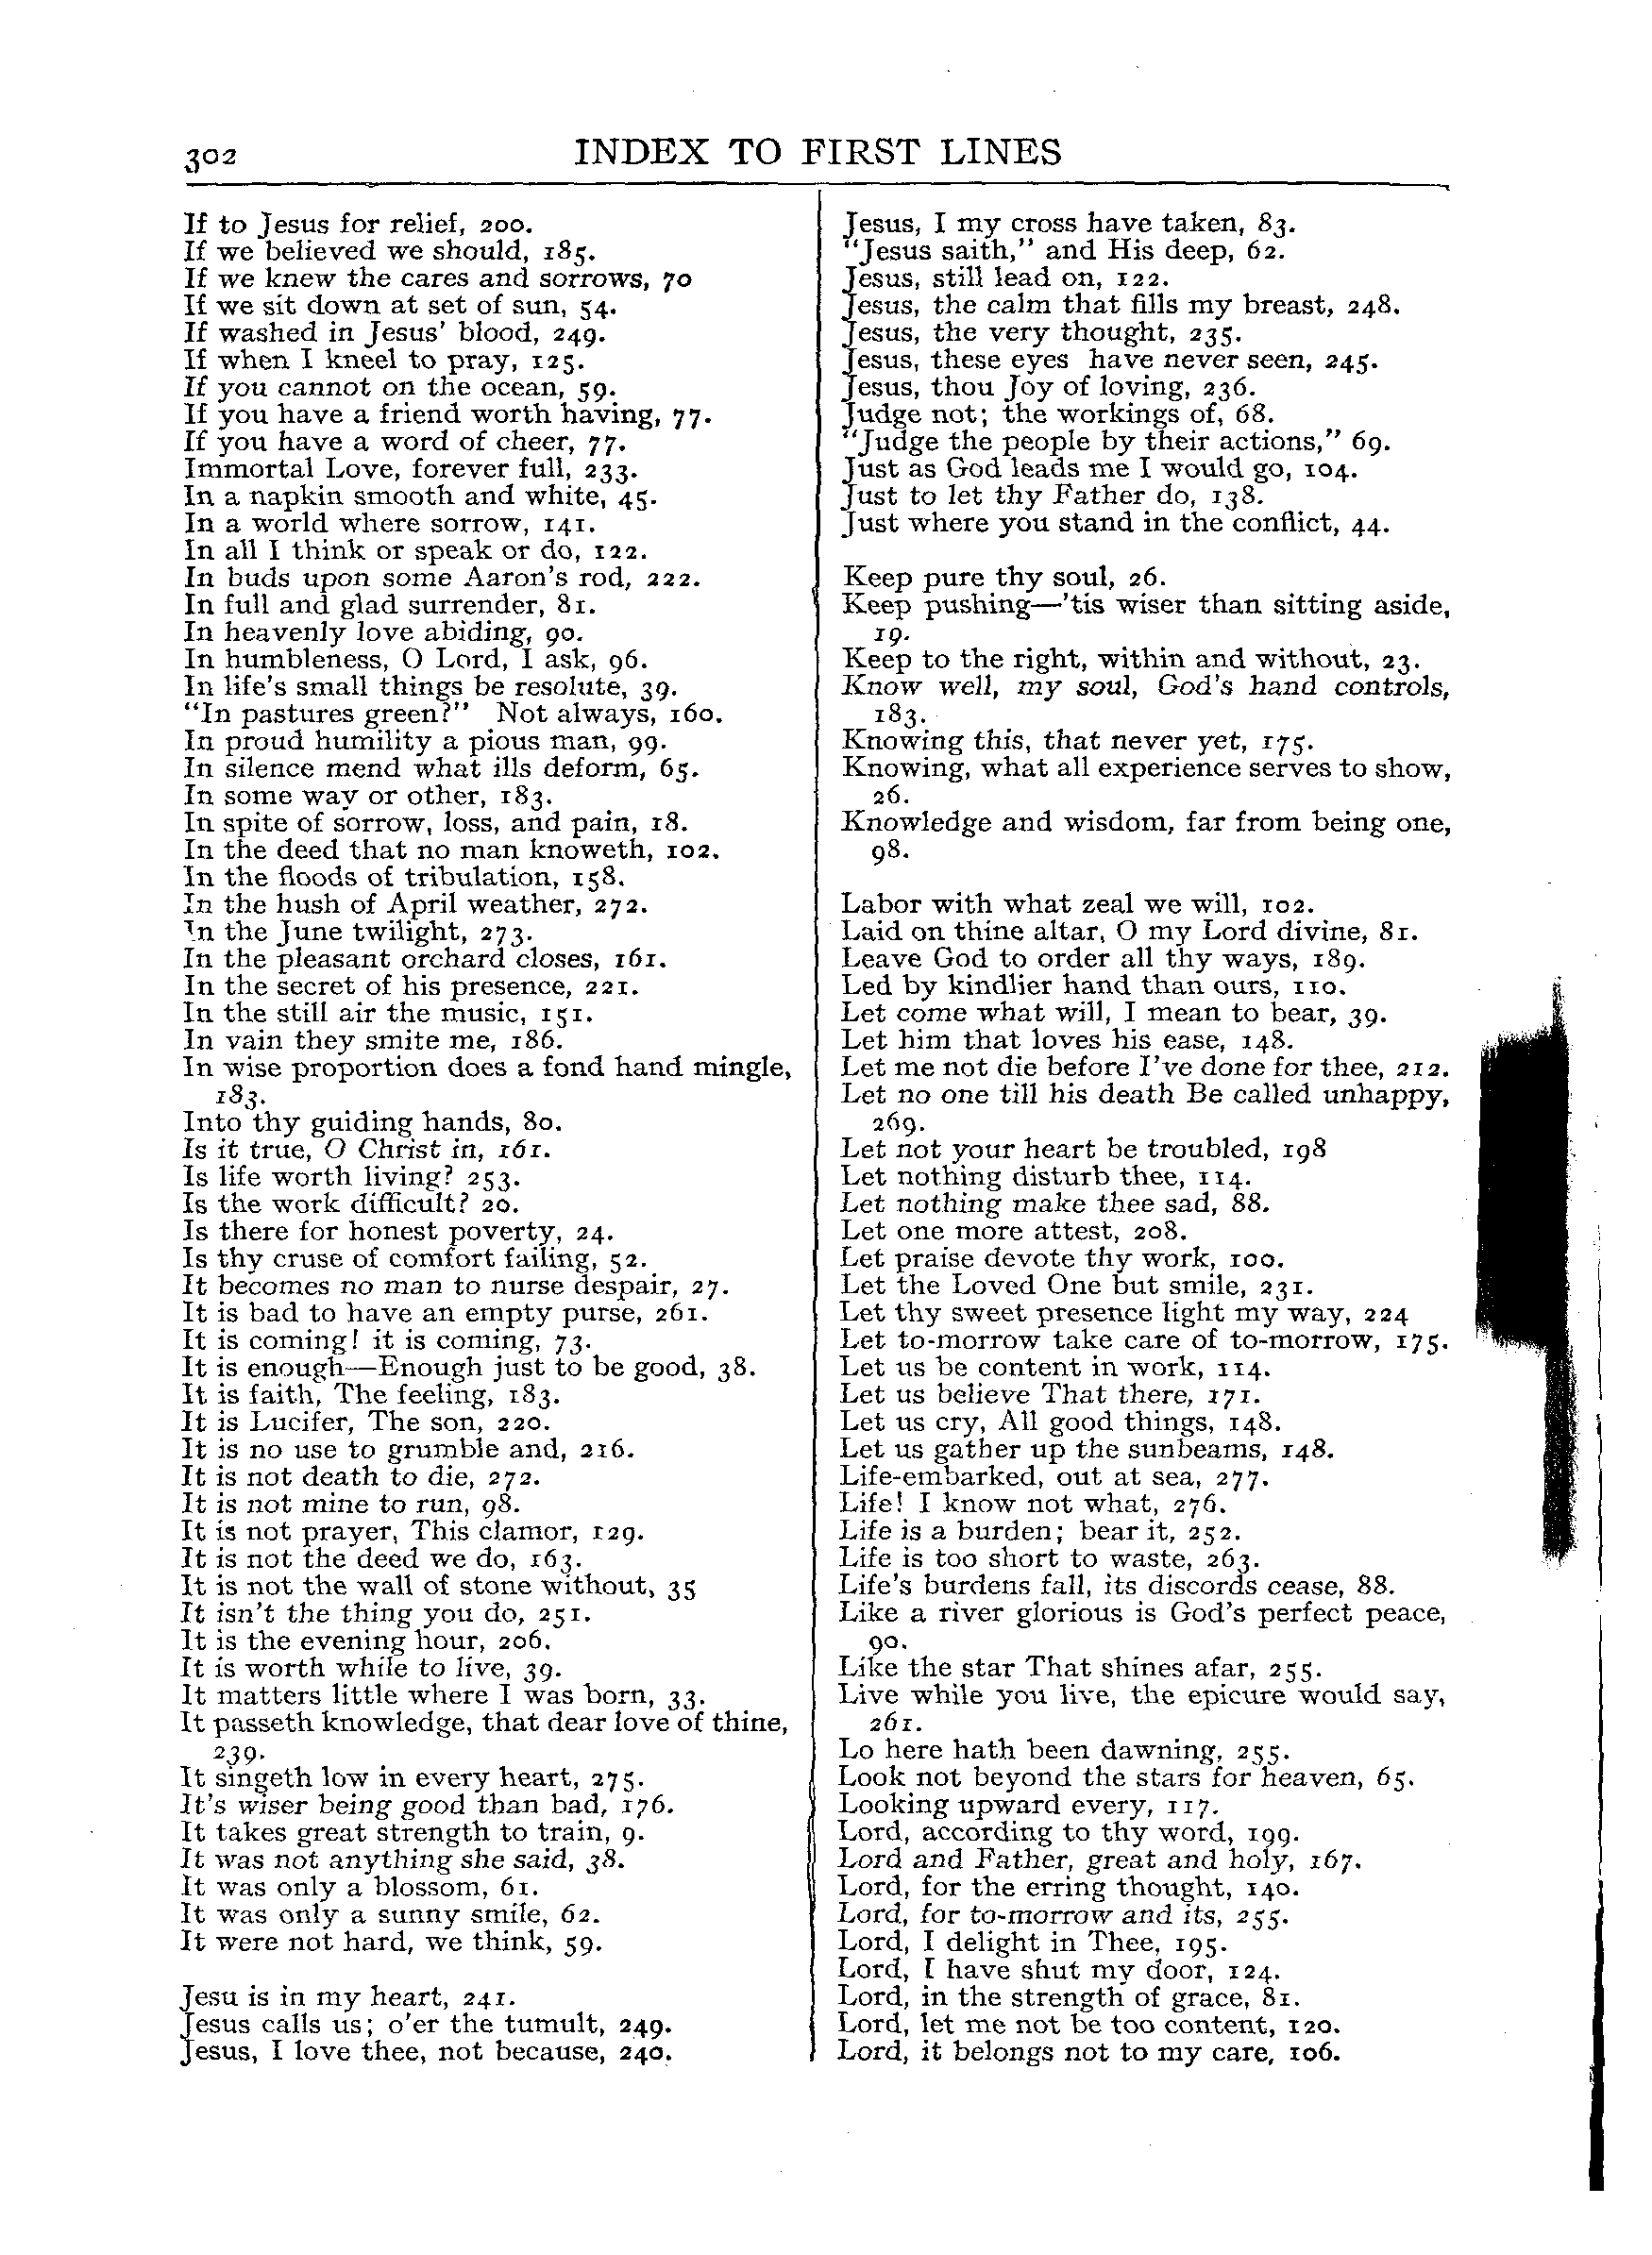 302
INDEX TO FIRST LINES
If to Jesus for relief, 200.
If we believed we should, 185.
If we knew the cares and sorrows, 70
If we sit down at set of sun, 54.
If washed in Jesus' blood, 249.
If when I kneel to pray, 125.
If you cannot on the ocean, 59.
If you have a friend worth having, 77.
If you have a word of cheer, 77.
Immortal Love, forever full, 233.
In a napkin smooth and white, 45.
In a world where sorrow, 141.
In all I think or speak or do, 122.
In buds upon some Aaron's rod, 222.
In full and glad surrender, 81.
In heavenly love abiding, 90.
In humbleness, O Lord, I ask, 96.
In life's small things be resolute, 39.
"In pastures green?" Not always, 160.
In proud humility a pious man, 99.
In silence mend what ills deform, 65.
In some way or other, 183.
In spite of sorrow, loss, and pain, 18.
In the deed that no man knoweth, 102.
In the floods of tribulation, 158.
In the hush of April weather, 272.
In the June twilight, 273.
In the pleasant orchard closes, 161.
In the secret of his presence, 221.
In the still air the music, 151.
In vain they smite me, 186.
In wise proportion does a fond hand mingle,
183.
Into thy guiding hands, 80.
Is it true, O Christ in, 161.
Is life worth living? 253.
Is the work difficult? 20.
Is there for honest poverty, 24.
Is thy cruse of comfort failing, 52.
It becomes no man to nurse despair, 27.
It is bad to have an empty purse, 261.
It is coming! it is coming, 73.
It is enough—Enough just to be good, 38.
It is faith, The feeling, 183.
It is Lucifer, The son, 220.
It is no use to grumble and, 216.
It is not death to die, 272.
It is not mine to run, 98.
It is not prayer, This clamor, 129.
It is not the deed we do, 163.
It is not the wall of stone without, 35
It isn't the thing you do, 251.
It is the evening hour, 206.
It is worth while to live, 39.
It matters little where I was born, 33.
It passeth knowledge, that dear love of thine,
239.
It singeth low in every heart, 275.
It's wiser being good than bad, 176.
It takes great strength to train, 9.
It was not anything she said, 38.
It was only a blossom, 61.
It was only a sunny smile, 62.
It were not hard, we think, 59.
Jesu is in my heart, 241.
Jesus calls us; o'er the tumult, 249.
Jesus, I love thee, not because, 240.
Jesus, I my cross have taken, 83.
"Jesus saith," and His deep, 62.
Jesus, still lead on, 122.
Jesus, the calm that fills my breast, 248.
Jesus, the very thought, 235.
Jesus, these eyes have never seen, 245.
Jesus, thou Joy of loving, 236.
Judge not; the workings of, 68.
"Judge the people by their actions," 69.
Just as God leads me I would go, 104.
Just to let thy Father do, 138.
Just where you stand in the conflict, 44.
Keep pure thy soul, 26.
Keep pushing—'tis wiser than sitting aside,
19.
Keep to the right, within and without, 23.
Know well, my soul, God's hand controls,
183.
Knowing this, that never yet, 175.
Knowing, what all experience serves to show,
26.
Knowledge and wisdom, far from being one,
98.
Labor with what zeal we will, 102.
Laid on thine altar, O my Lord divine, 81.
Leave God to order all thy ways, 189.
Led by kindlier hand than ours, 110.
Let come what will, I mean to bear, 39.
Let him that loves his ease, 148.
Let me not die before I've done for thee, 212.
Let no one till his death Be called unhappy,
269.
Let not your heart be troubled, 198
Let nothing disturb thee, 114.
Let nothing make thee sad, 88.
Let one more attest, 208.
Let praise devote thy work, 100.
Let the Loved One but smile, 231.
Let thy sweet presence light my way, 224
Let to-morrow take care of to-morrow, 175.
Let us be content in work, 114.
Let us believe That there, 171.
Let us cry, All good things, 148.
Let us gather up the sunbeams, 148.
Life-embarked, out at sea, 277.
Life! I know not what, 276.
Life is a burden; bear it, 252.
Life is too short to waste, 263.
Life's burdens fall, its discords cease, 88.
Like a river glorious is God's perfect peace,
90.
Like the star That shines afar, 255.
Live while you live, the epicure would say,
261.
Lo here hath been dawning, 255.
Look not beyond the stars for heaven, 65.
Looking upward every, 117.
Lord, according to thy word, 199.
Lord and Father, great and holy, 167.
Lord, for the erring thought, 140.
Lord, for to-morrow and its, 255.
Lord, I delight in Thee, 195.
Lord, I have shut my door, 124.
Lord, in the strength of grace, 81.
Lord, let me not be too content, 120.
Lord, it belongs not to my care, 106.